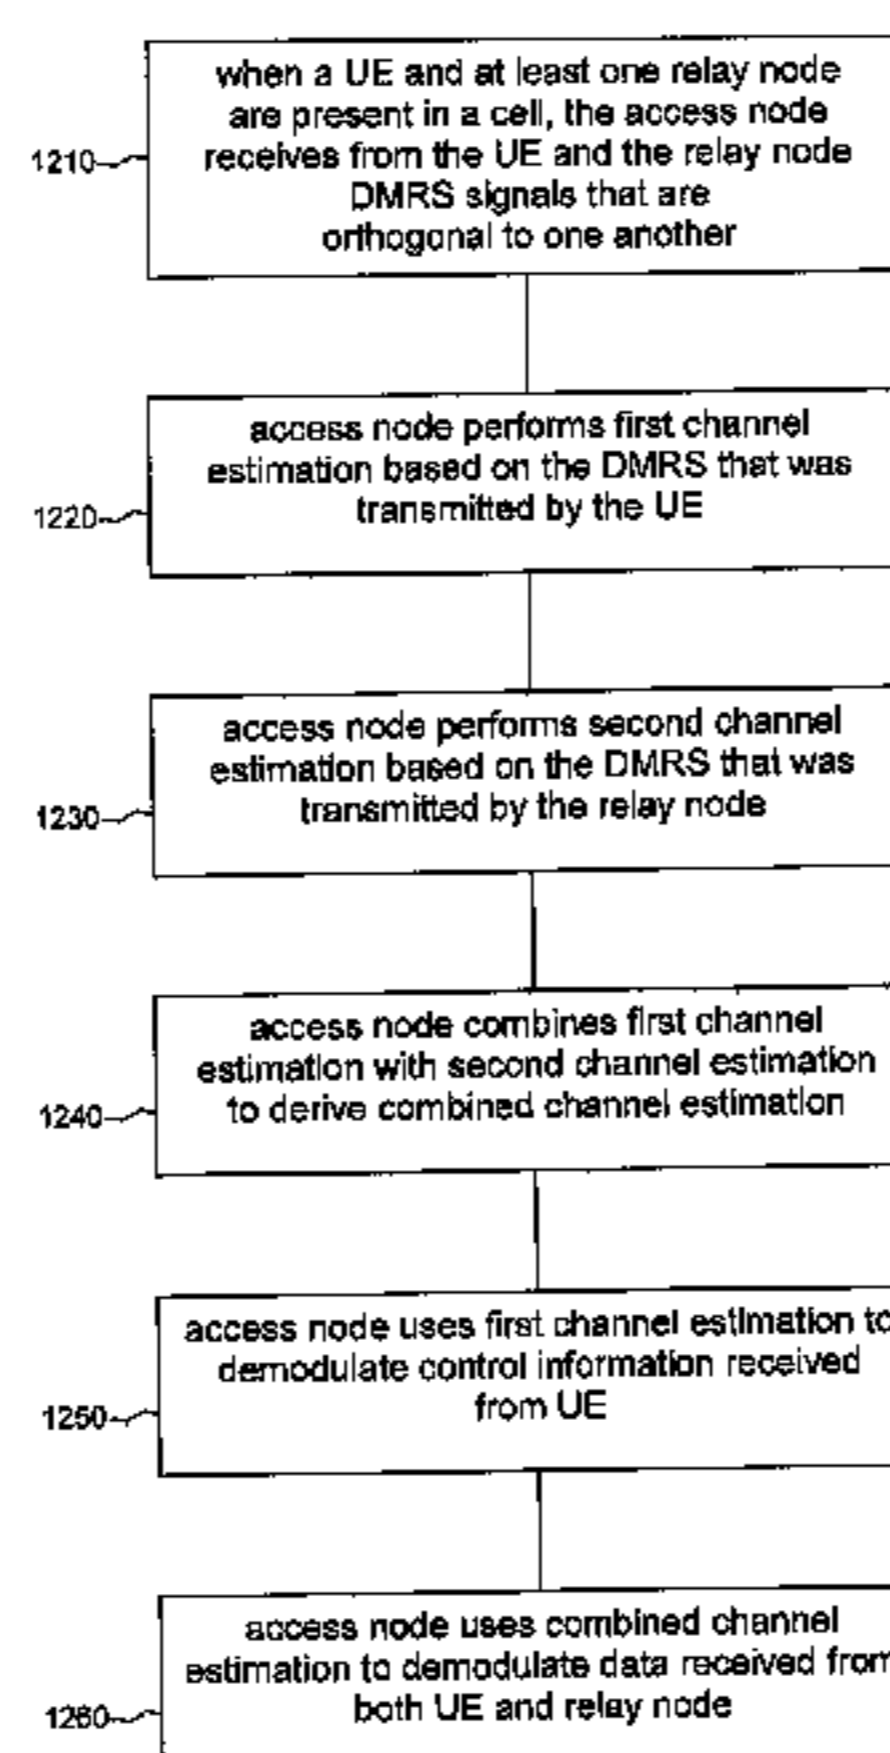 when a UE and at least one relay node
are present in a cell, the access node
receives from the UE and the relay node
DMRS signals that are
orthogonal to one another
1210
access node performs first channel
estimation based on the DMRS that was
transmitted by the UE
1220
access node performs second channel
estimation based on the DMRS that was
transmitted by the relay node
1230
access node combines first channel
estimation with second channel estimation
to derive combined channel estimation
1240
access node uses first channel estimation to
demodulate control information received
from UE
1250
access node uses combined channel
estimation to demodulate data received from
both UE and relay node
1260